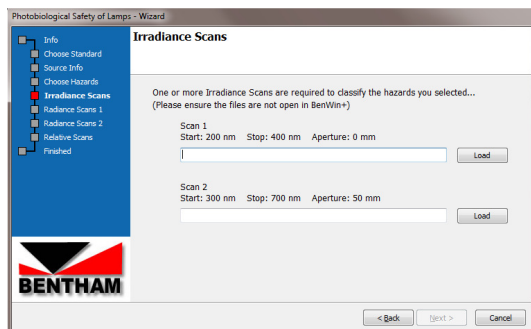 Photobiological Safety of Lamps - Wizard
Info
Choose Standard
Source Info
Choose Hazards
Irradiance Scans
Radiance Scans 1
Radiance Scans 2
Relative Scans
Finished
BENTHAM
Irradiance Scans
One or more Irradiance Scans are required to classify the hazards you selected...
(Please ensure the files are not open in BenWin+)
Scan 1
Start: 200 nm Stop: 400 nm Aperture: 0 mm
Load
Scan 2
Start: 300 nm Stop: 700 nm Aperture: 50 mm
Load
< Back Next > Cancel